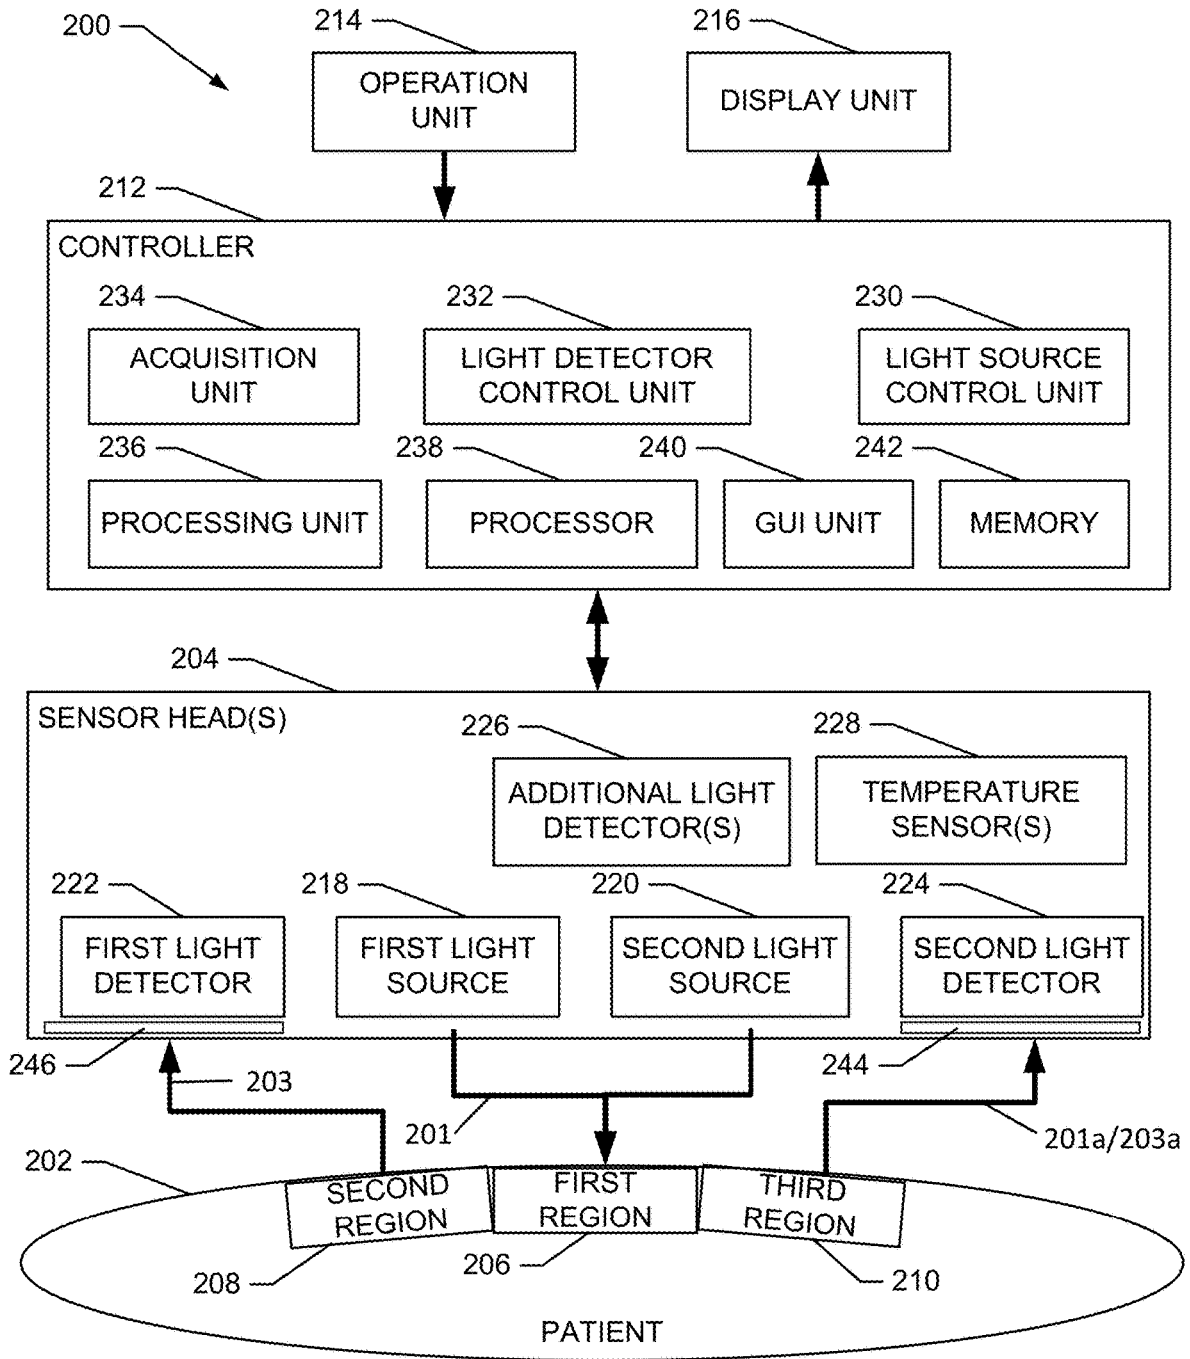 200
214
216
OPERATION
UNIT
DISPLAY UNIT
212
CONTROLLER
234
232
230
ACQUISITION
UNIT
LIGHT DETECTOR
CONTROL UNIT
LIGHT SOURCE
CONTROL UNIT
236
238
240
242
PROCESSING UNIT
PROCESSOR
GUI UNIT
MEMORY
204
SENSOR HEAD(S)
226
228
ADDITIONAL LIGHT
DETECTOR(S)
TEMPERATURE
SENSOR(S)
222
218
220
224
FIRST LIGHT
DETECTOR
FIRST LIGHT
SOURCE
SECOND LIGHT
SOURCE
SECOND LIGHT
DETECTOR
246
203
244
201
201a/203a
202
SECOND
REGION
FIRST
REGION
THIRD
REGION
208
206
210
PATIENT